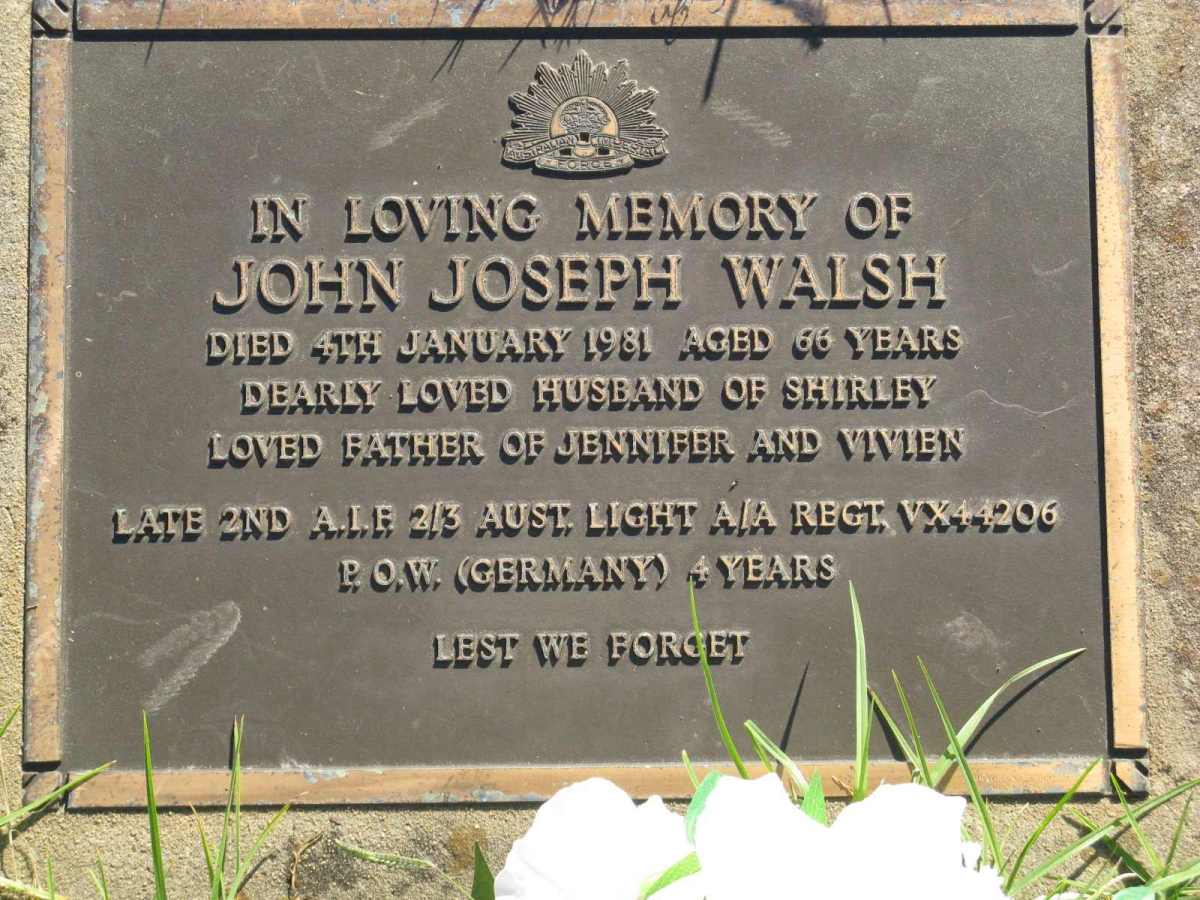 AUSTRALIAN IMPERIAL
FORCE
IN LOVING MEMORY OF
JOHN JOSEPH WALSH
DIED 4TH JANUARY 1981 AGED 66 YEARS
DEARLY LOVED HUSBAND OF SHIRLEY
LOVED FATHER OF JENNIFER AND VIVIEN
LATE 2ND A.I.F. 2/3 AUST. LIGHT A/A REGT. VX44206
P.O.W. (GERMANY) 4 YEARS
LEST WE FORGET